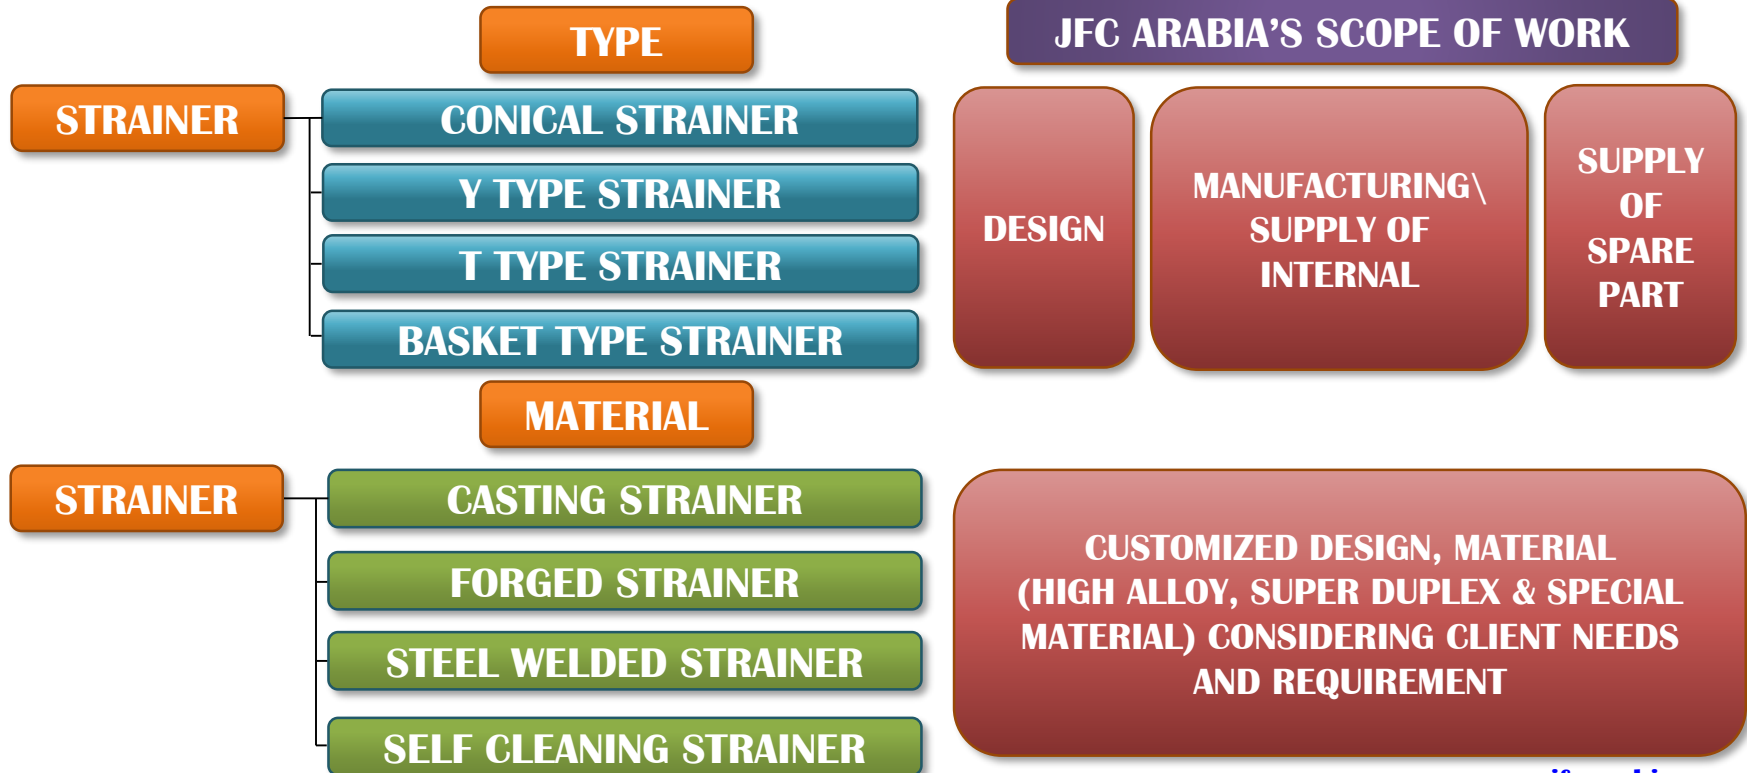 TYPE
STRAINER
CONICAL STRAINER
Y TYPE STRAINER
T TYPE STRAINER
BASKET TYPE STRAINER
JFC ARABIA'S SCOPE OF WORK
DESIGN
MANUFACTURING\
SUPPLY OF
INTERNAL
SUPPLY
OF
SPARE
PART
MATERIAL
STRAINER
CASTING STRAINER
FORGED STRAINER
STEEL WELDED STRAINER
SELF CLEANING STRAINER
CUSTOMIZED DESIGN, MATERIAL
(HIGH ALLOY, SUPER DUPLEX & SPECIAL
MATERIAL) CONSIDERING CLIENT NEEDS
AND REQUIREMENT